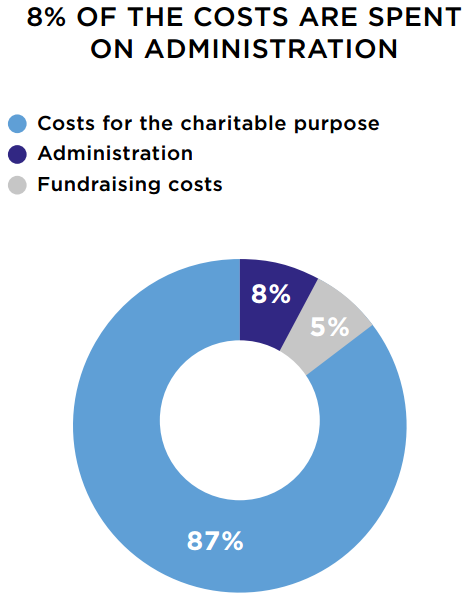 8% OF THE COSTS ARE SPENT
ON ADMINISTRATION
Costs for the charitable purpose
Administration
Fundraising costs
8%
5%
87%